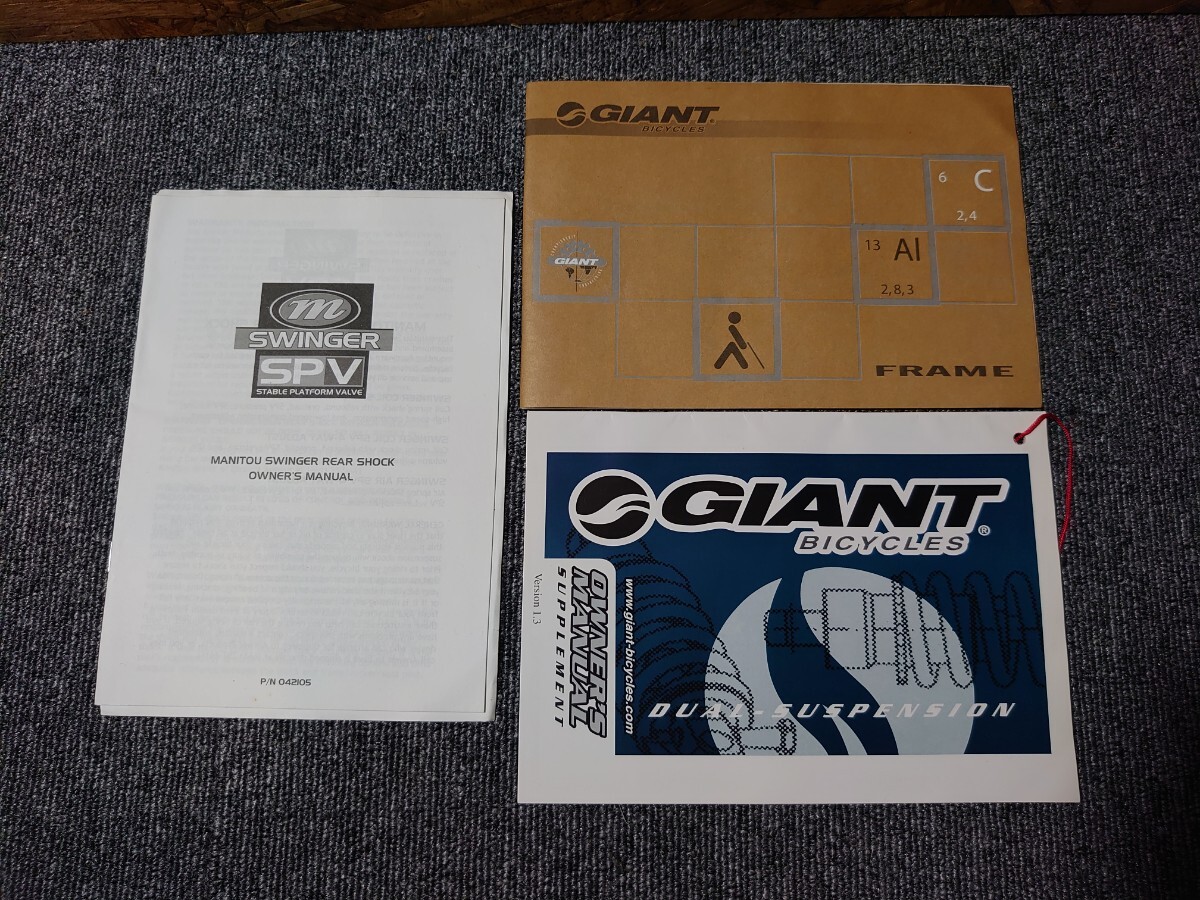 m
SWINGER
SPV
STABLE PLATFORM VALVE
MANITOU SWINGER REAR SHOCK
OWNER'S MANUAL
P/N 042105
GIANT®
BICYCLES
6 C
2,4
13 Al
2,8,3
GIANT
FRAME
GIANT®
BICYCLES
OWNER'S
MANUAL
SUPPLEMENT
Version 1.3
www.giant-bicycles.com
DUAL-SUSPENSION